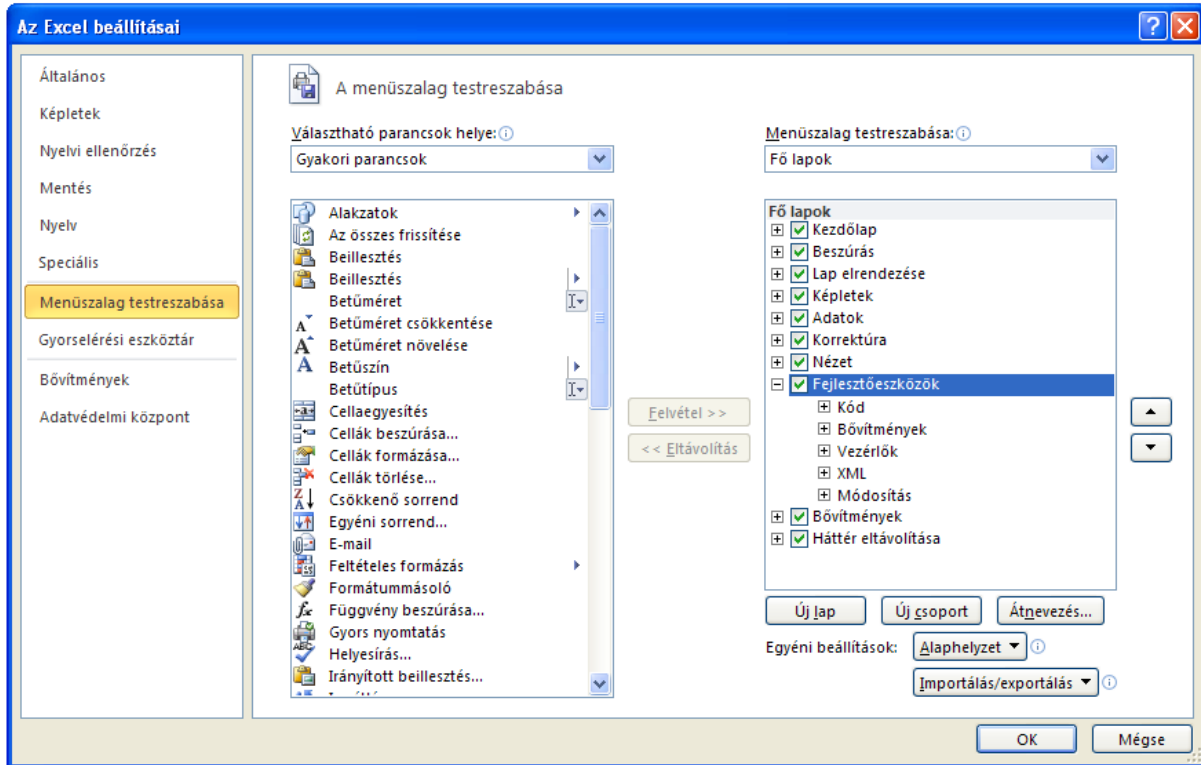 Az Excel beállításai
Általános
Képletek
Nyelvi ellenőrzés
Mentés
Nyelv
Speciális
Menüszalag testreszabása
Gyorselérési eszköztár
Bővítmények
Adatvédelmi központ
A menüszalag testreszabása
Választható parancsok helye:
Gyakori parancsok
Alakzatok
Az összes frissítése
Beillesztés
Beillesztés
Betűméret
Betűméret csökkentése
Betűméret növelése
Betűszín
Betűtípus
Cellaegyesítés
Cellák beszúrása...
Cellák formázása...
Cellák törlése...
Csökkenő sorrend
Egyéni sorrend...
E-mail
Feltételes formázás
Formátummásoló
Függvény beszúrása...
Gyors nyomtatás
Helyesírás...
Irányított beillesztés...
Felvétel >>
<< Eltávolítás
Menüszalag testreszabása:
Fő lapok
Fő lapok
Kezdőlap
Beszúrás
Lap elrendezése
Képletek
Adatok
Korrektúra
Nézet
Fejlesztőeszközök
Kód
Bővítmények
Vezérlők
XML
Módosítás
Bővítmények
Háttér eltávolítása
Új lap Új csoport Átnevezés...
Egyéni beállítások: Alaphelyzet
Importálás/exportálás
OK Mégse